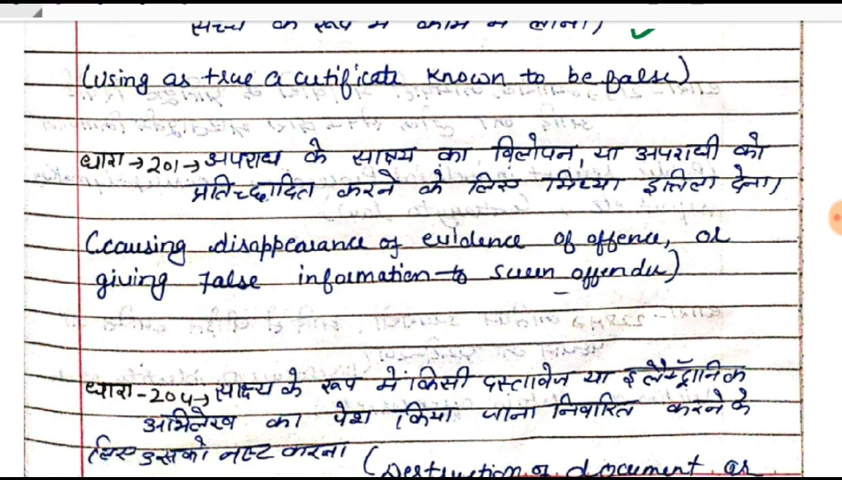 सच्चे के रूप में काम में लाना)
(using as true a cutificate known to be false)
धारा→201→ अपराध के साक्ष्य का विलोपन, या अपराधी को
प्रतिच्छादित करने के लिए मिथ्या इत्तिला देना)
(causing disappearance of evidence of offence, or
giving false information to screen offender)
धारा-204→ साक्ष्य के रूप में किसी दस्तावेज या इलैक्ट्रॉनिक
अभिलेख का पेश किया जाना निवारित करने के
लिए उसको नष्ट करना (Destruction of document or